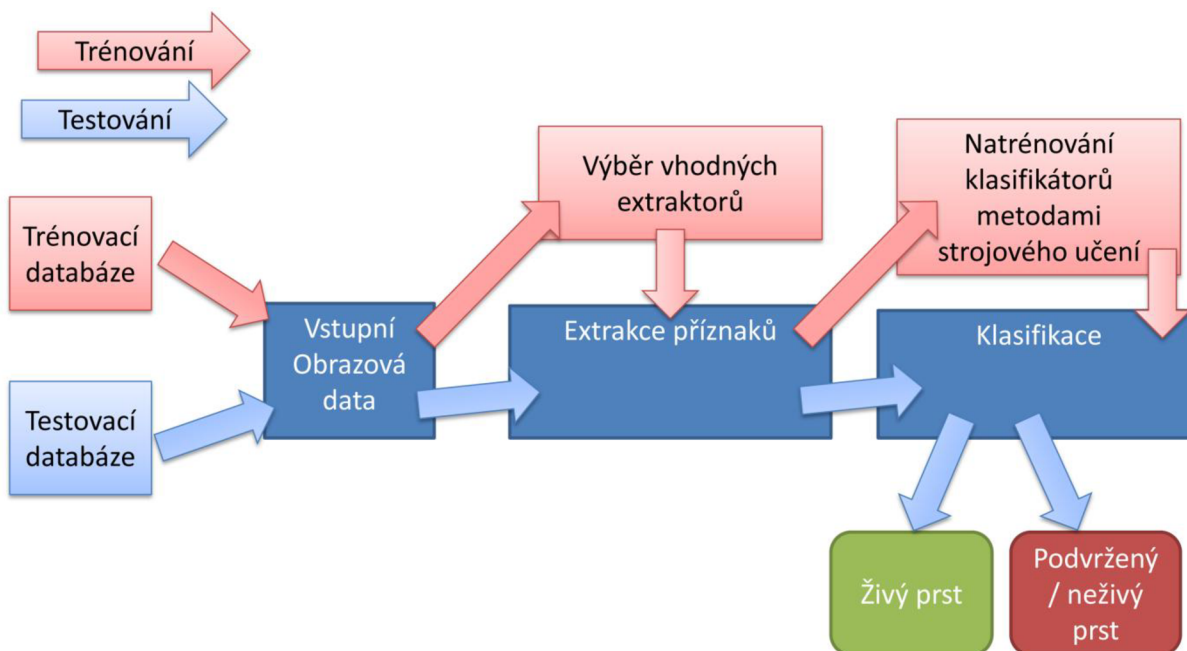 Trénování
Testování
Trénovací
databáze
Testovací
databáze
Vstupní
Obrazová
data
Výběr vhodných
extraktorů
Extrakce příznaků
Natrénování
klasifikátorů
metodami
strojového učení
Klasifikace
Živý prst
Podvržený
/ neživý
prst